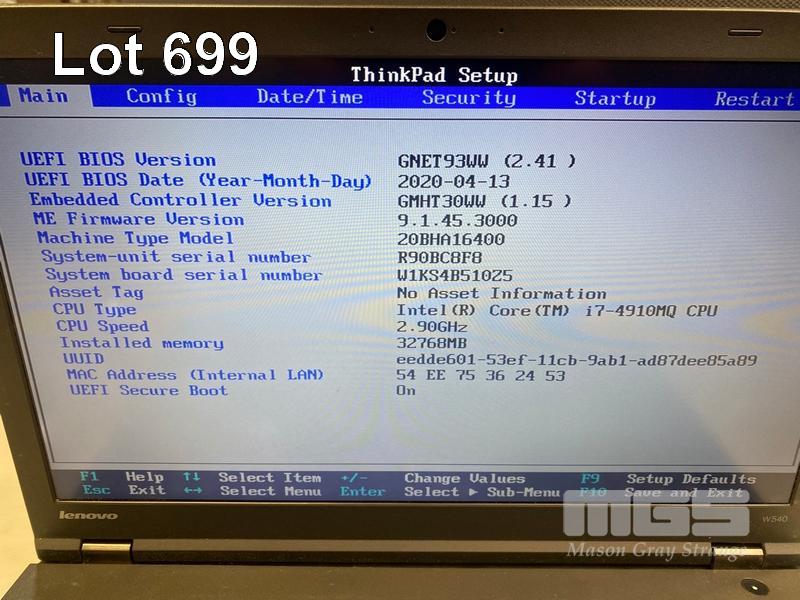 Lot 699
ThinkPad Setup
Main Config Date/Time Security Startup Restart
UEFI BIOS Version GNET93WW (2.41 )
UEFI BIOS Date (Year-Month-Day) 2020-04-13
Embedded Controller Version GMHT30WW (1.15 )
ME Firmware Version 9.1.45.3000
Machine Type Model 20BHA16400
System-unit serial number R90BC8F8
System board serial number W1KS4B510Z5
Asset Tag No Asset Information
CPU Type Intel(R) Core(TM) i7-4910MQ CPU
CPU Speed 2.90GHz
Installed memory 32768MB
UUID eedde601-53ef-11cb-9ab1-ad87dee85a89
MAC Address (Internal LAN) 54 EE 75 36 24 53
UEFI Secure Boot On
F1 Help ↑↓ Select Item +/- Change Values F9 Setup Defaults
Esc Exit ←→ Select Menu Enter Select ▶ Sub-Menu F10 Save and Exit
lenovo
W540
MGS
Mason Gray Strange